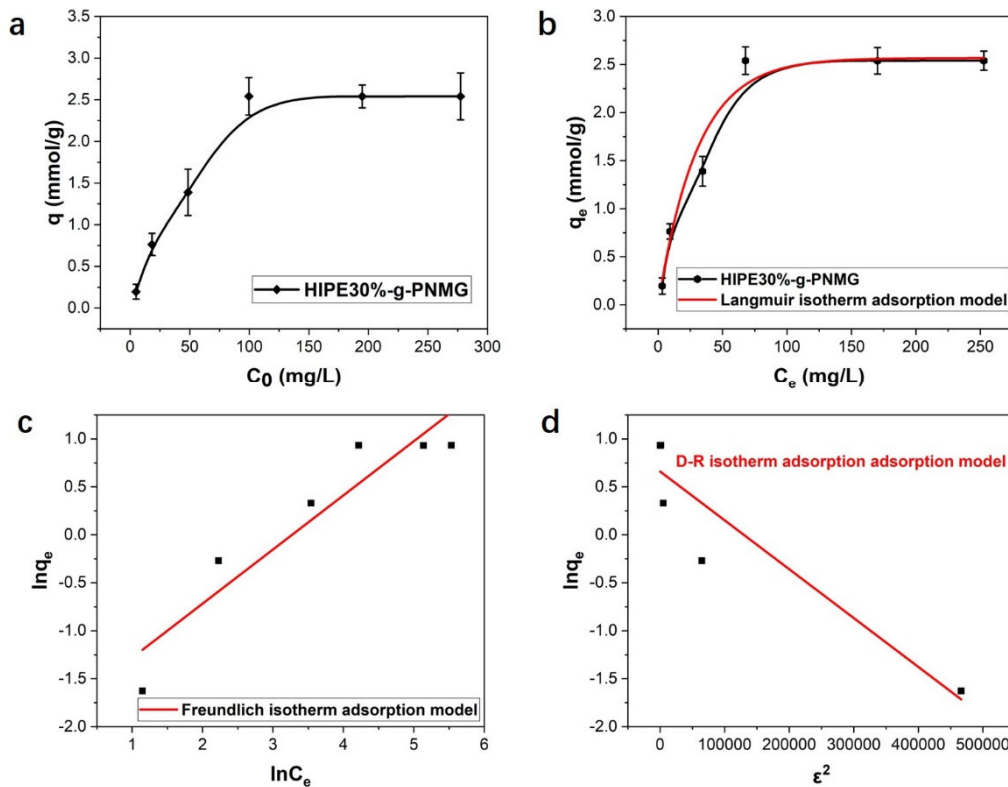 a
3.5
3.0
2.5
2.0
1.5
1.0
0.5
0.0
q (mmol/g)
HIPE30%-g-PNMG
0 50 100 150 200 250 300
C0 (mg/L)
b
3.0
2.5
2.0
1.5
1.0
0.5
0.0
qe (mmol/g)
HIPE30%-g-PNMG
Langmuir isotherm adsorption model
0 50 100 150 200 250
Ce (mg/L)
c
1.0
0.5
0.0
-0.5
-1.0
-1.5
-2.0
lnqe
Freundlich isotherm adsorption model
1 2 3 4 5 6
lnCe
d
1.0
0.5
0.0
-0.5
-1.0
-1.5
-2.0
lnqe
D-R isotherm adsorption adsorption model
0 100000 200000 300000 400000 500000
ε²